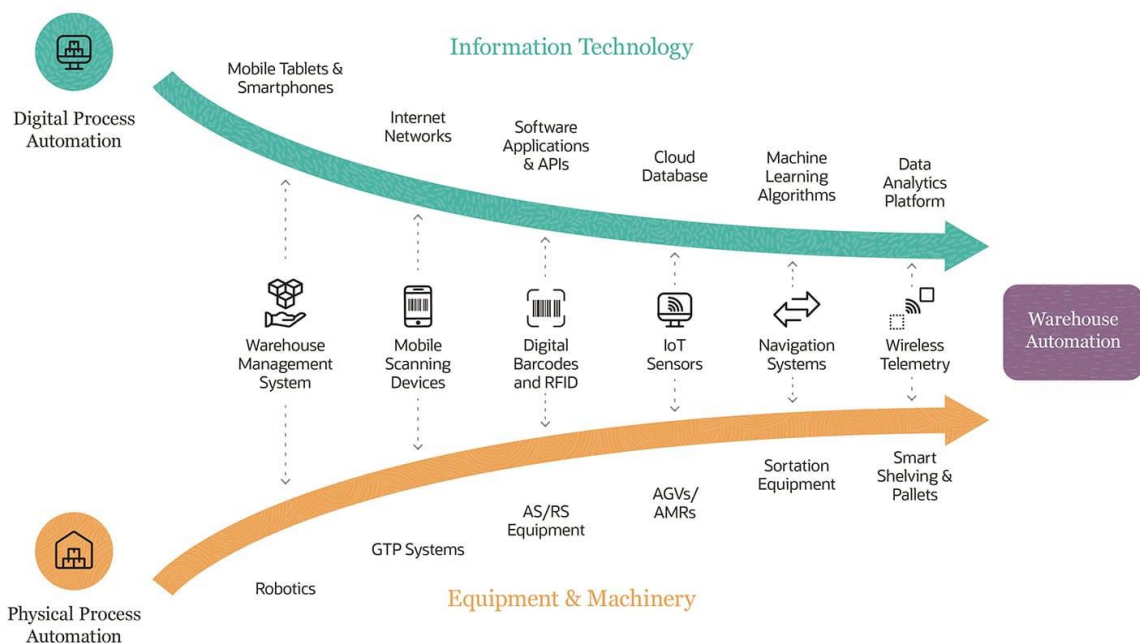 Information Technology
Digital Process
Automation
Mobile Tablets &
Smartphones
Internet
Networks
Software
Applications
& APIs
Cloud
Database
Machine
Learning
Algorithms
Data
Analytics
Platform
Warehouse
Management
System
Mobile
Scanning
Devices
Digital
Barcodes
and RFID
IoT
Sensors
Navigation
Systems
Wireless
Telemetry
Warehouse
Automation
Robotics
GTP Systems
AS/RS
Equipment
AGVs/
AMRs
Sortation
Equipment
Smart
Shelving &
Pallets
Physical Process
Automation
Equipment & Machinery